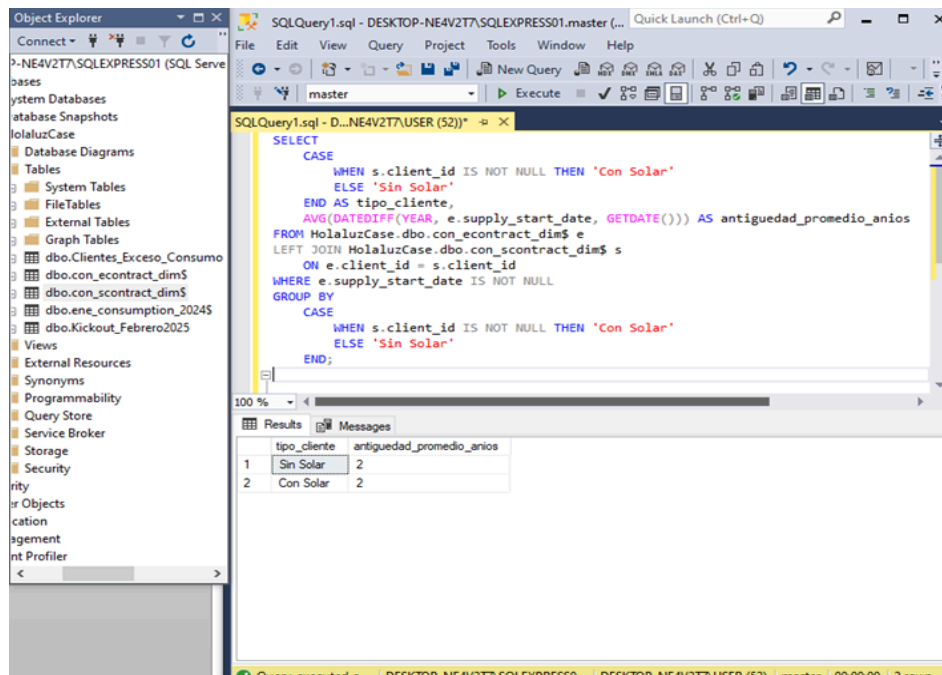 Object Explorer
Connect
P-NE4V2T7\SQLEXPRESS01 (SQL Serve
bases
ystem Databases
atabase Snapshots
HolaluzCase
Database Diagrams
Tables
System Tables
FileTables
External Tables
Graph Tables
dbo.Clientes_Exceso_Consumo
dbo.con_econtract_dim$
dbo.con_scontract_dim$
dbo.ene_consumption_2024$
dbo.Kickout_Febrero2025
Views
External Resources
Synonyms
Programmability
Query Store
Service Broker
Storage
Security
rity
er Objects
cation
agement
nt Profiler
SQLQuery1.sql - DESKTOP-NE4V2T7\SQLEXPRESS01.master (...
Quick Launch (Ctrl+Q)
File Edit View Query Project Tools Window Help
New Query
master
Execute
SQLQuery1.sql - D...NE4V2T7\USER (52))*
SELECT
CASE
WHEN s.client_id IS NOT NULL THEN 'Con Solar'
ELSE 'Sin Solar'
END AS tipo_cliente,
AVG(DATEDIFF(YEAR, e.supply_start_date, GETDATE())) AS antiguedad_promedio_anios
FROM HolaluzCase.dbo.con_econtract_dim$ e
LEFT JOIN HolaluzCase.dbo.con_scontract_dim$ s
ON e.client_id = s.client_id
WHERE e.supply_start_date IS NOT NULL
GROUP BY
CASE
WHEN s.client_id IS NOT NULL THEN 'Con Solar'
ELSE 'Sin Solar'
END;
100 %
Results Messages
tipo_cliente antiguedad_promedio_anios
1 Sin Solar 2
2 Con Solar 2